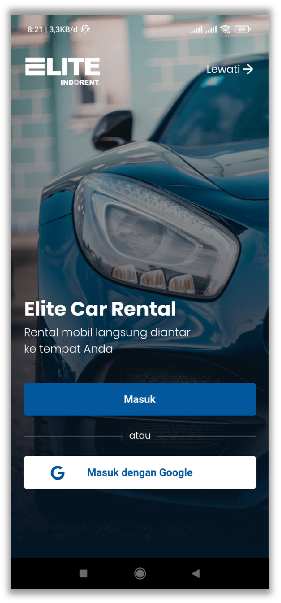 8:21 | 3,3KB/d
ELITE
INDORENT
Lewati
Elite Car Rental
Rental mobil langsung diantar
ke tempat Anda
Masuk
atau
G
Masuk dengan Google